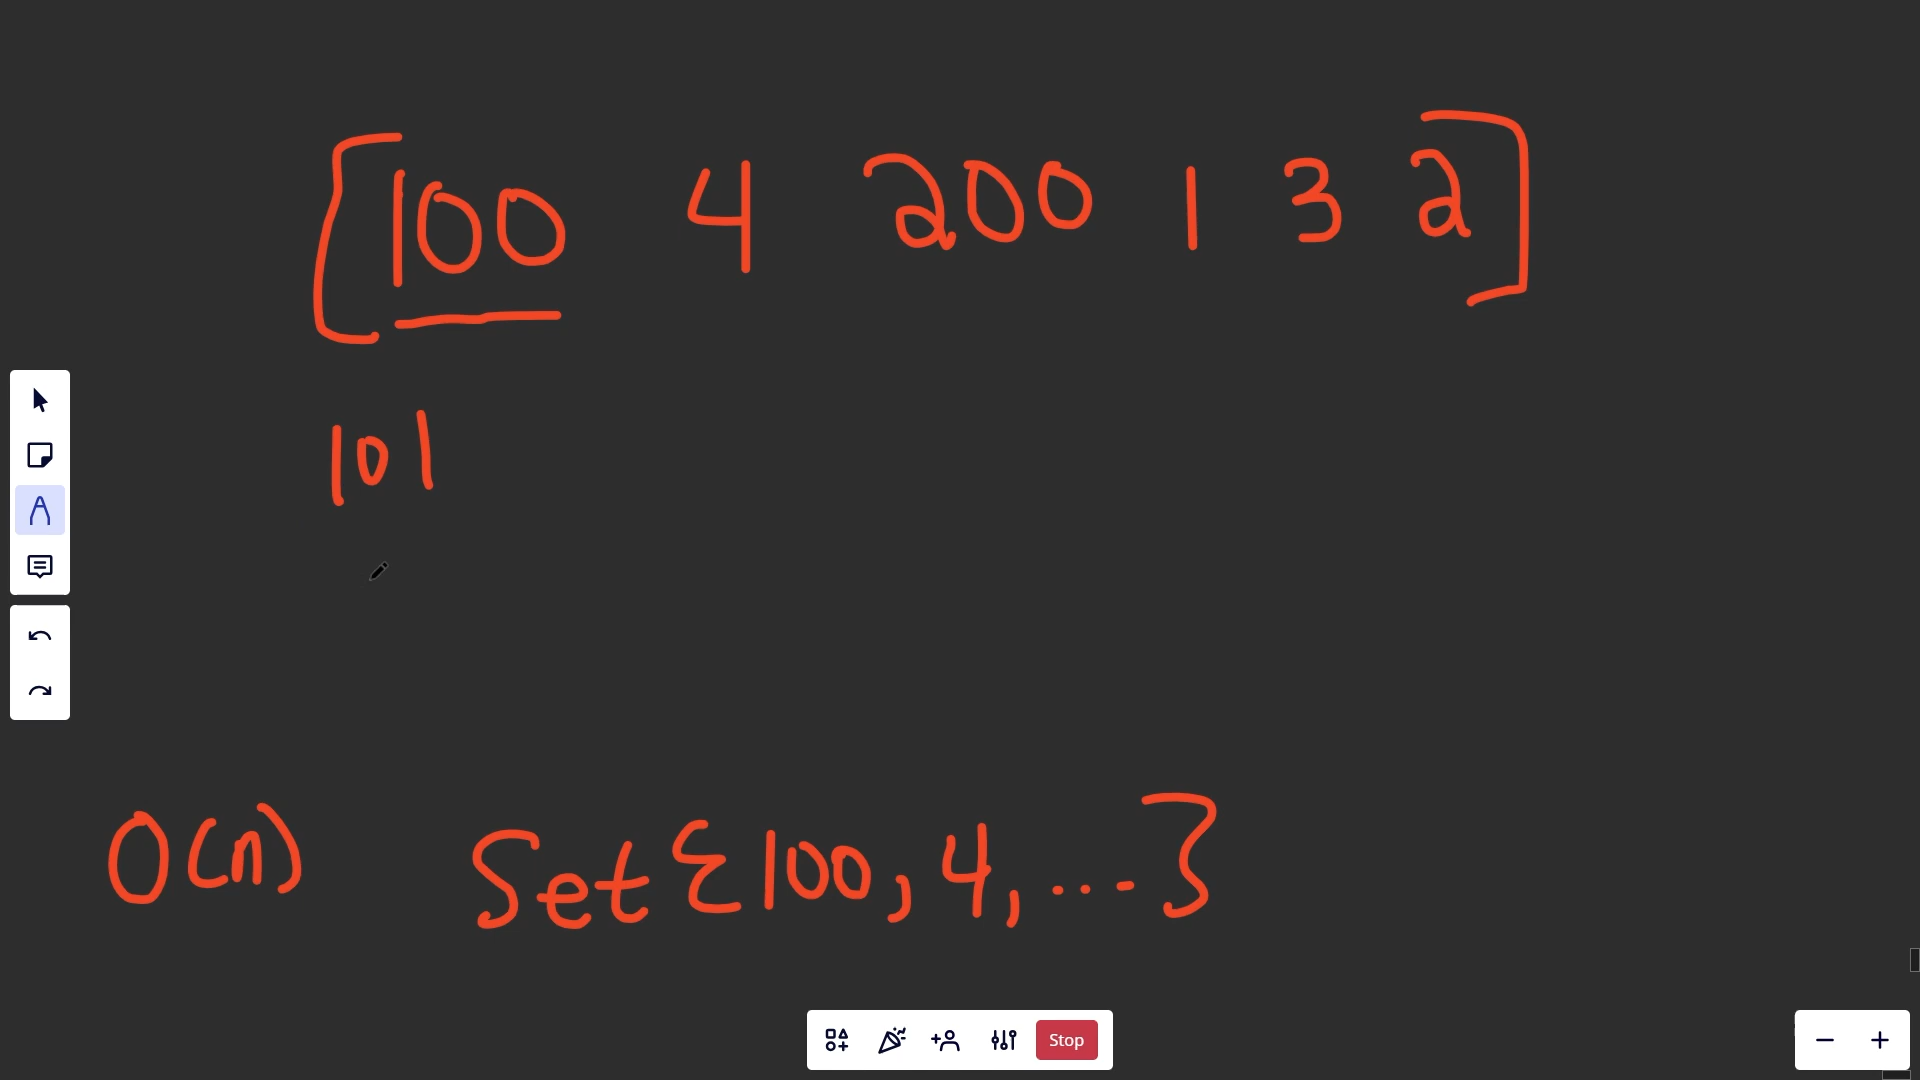 [100 4 200 1 3 2]
101
O(n) Set{100, 4, ...}
Stop